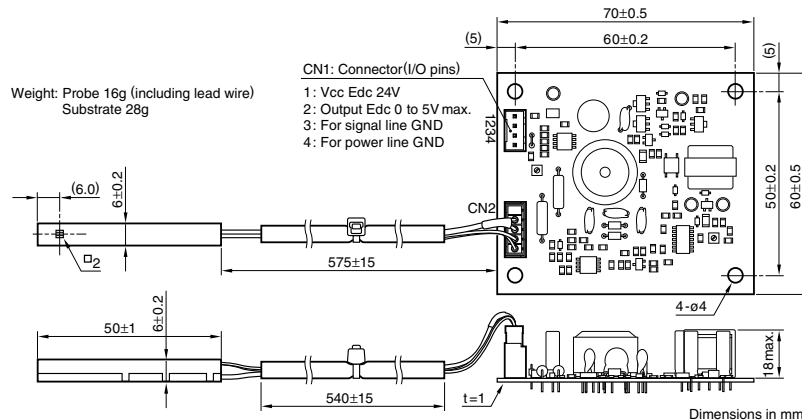 70±0.5
(5)
60±0.2
(5)
CN1: Connector(I/O pins)
1: Vcc Edc 24V
2: Output Edc 0 to 5V max.
3: For signal line GND
4: For power line GND
Weight: Probe 16g (including lead wire)
Substrate 28g
1234
(6.0)
6±0.2
50±0.2
60±0.5
CN2
□2
575±15
4-ø4
50±1
6±0.2
18max.
540±15
t=1
Dimensions in mm